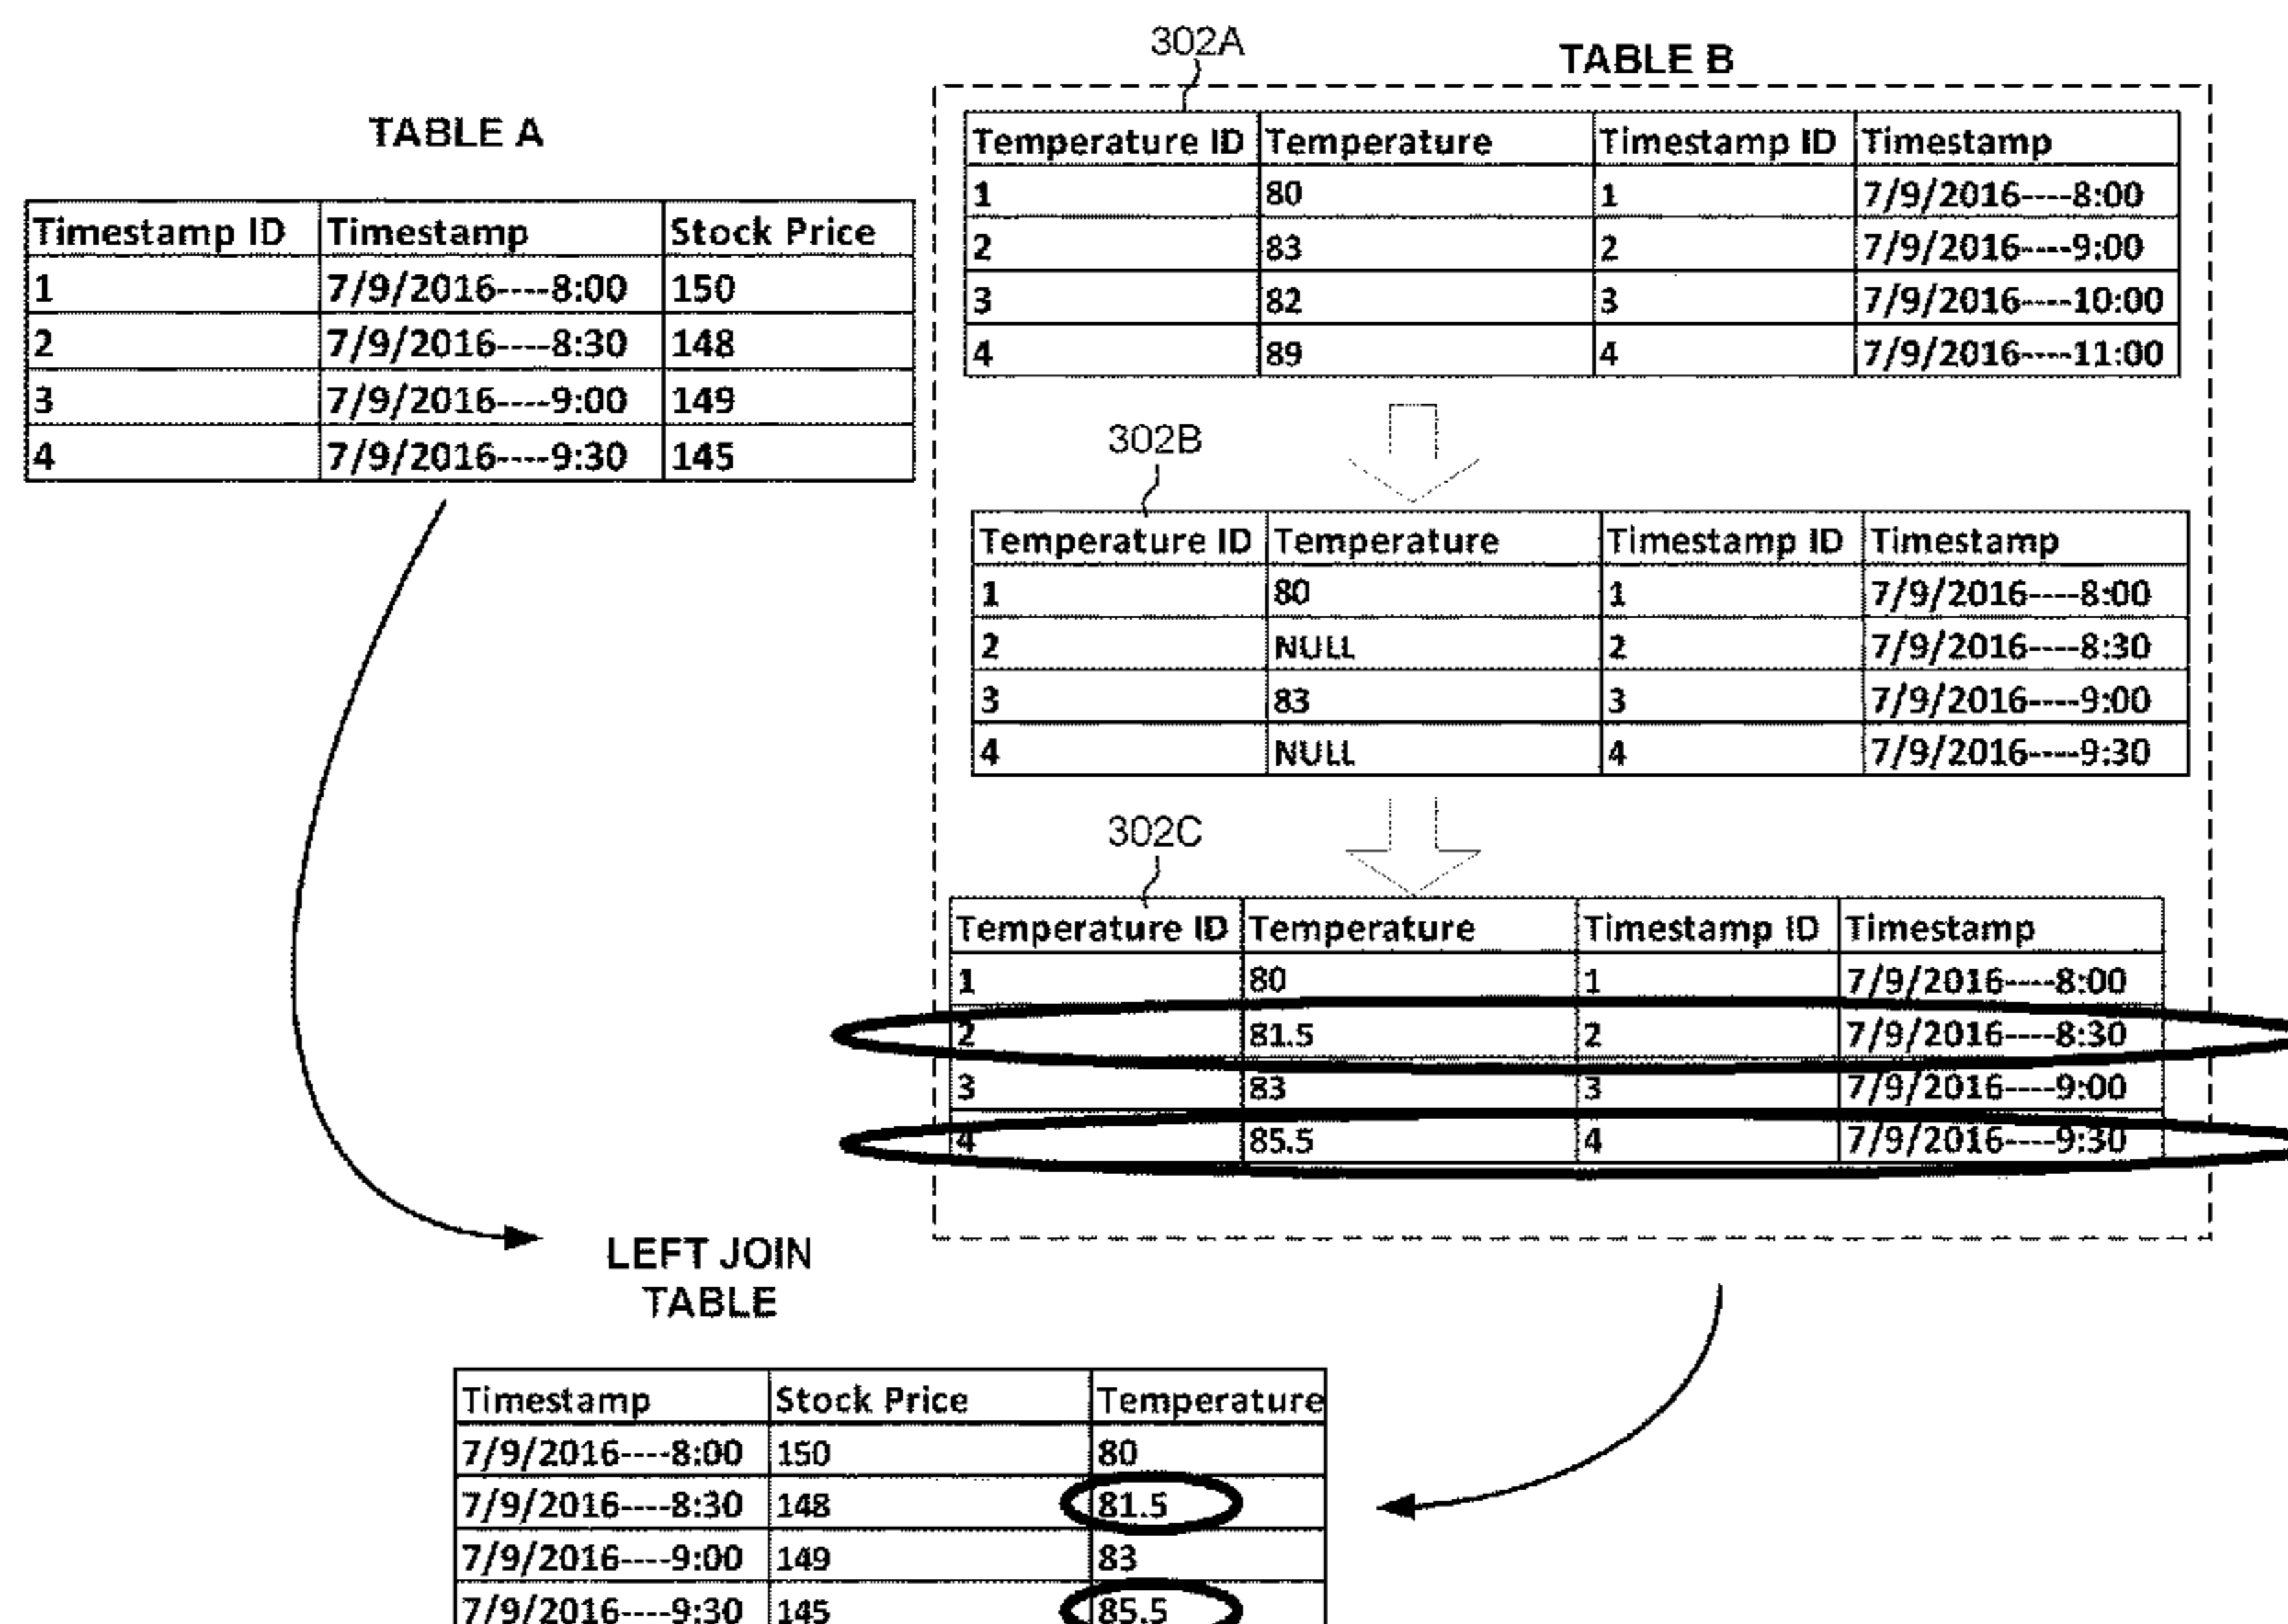 302A
TABLE B
TABLE A
Temperature ID Temperature Timestamp ID Timestamp
1 80 1 7/9/2016----8:00
2 83 2 7/9/2016----9:00
3 82 3 7/9/2016----10:00
4 89 4 7/9/2016----11:00
Timestamp ID Timestamp Stock Price
1 7/9/2016----8:00 150
2 7/9/2016----8:30 148
3 7/9/2016----9:00 149
4 7/9/2016----9:30 145
302B
Temperature ID Temperature Timestamp ID Timestamp
1 80 1 7/9/2016----8:00
2 NULL 2 7/9/2016----8:30
3 83 3 7/9/2016----9:00
4 NULL 4 7/9/2016----9:30
302C
Temperature ID Temperature Timestamp ID Timestamp
1 80 1 7/9/2016----8:00
2 81.5 2 7/9/2016----8:30
3 83 3 7/9/2016----9:00
4 85.5 4 7/9/2016----9:30
LEFT JOIN
TABLE
Timestamp Stock Price Temperature
7/9/2016----8:00 150 80
7/9/2016----8:30 148 81.5
7/9/2016----9:00 149 83
7/9/2016----9:30 145 85.5